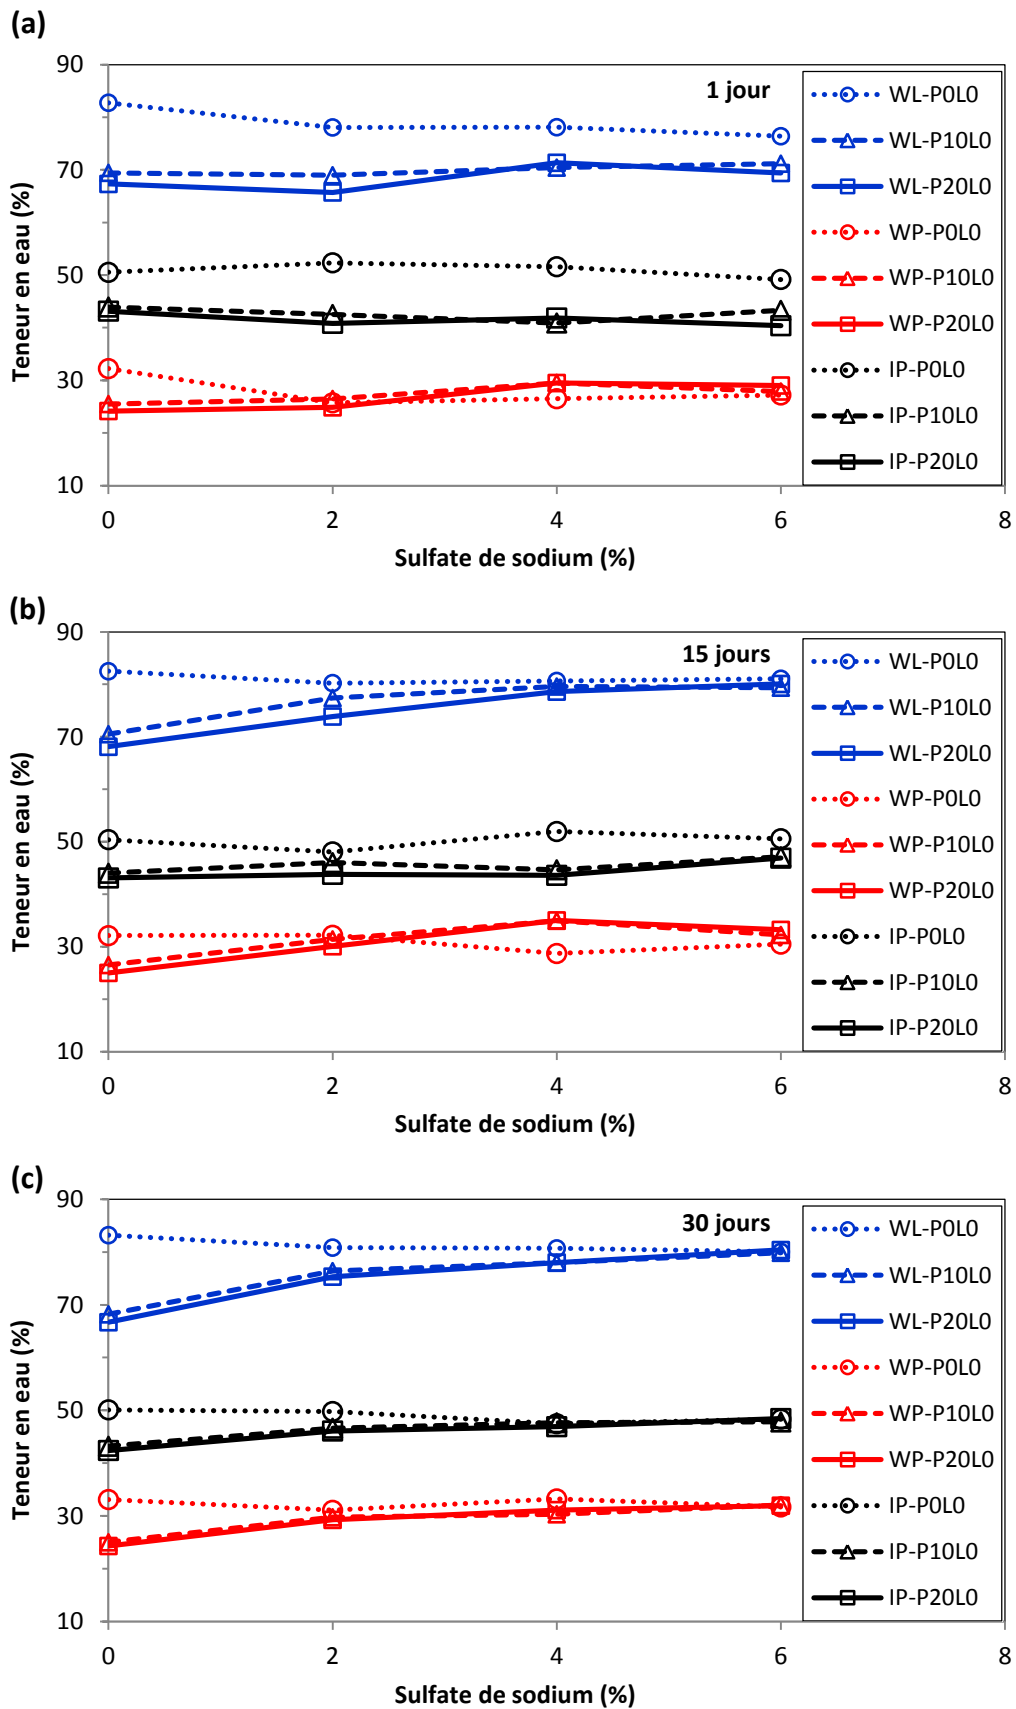 (a)
90
70
50
30
10
0
2
4
6
8
Teneur en eau (%)
Sulfate de sodium (%)
1 jour
WL-P0L0
WL-P10L0
WL-P20L0
WP-P0L0
WP-P10L0
WP-P20L0
IP-P0L0
IP-P10L0
IP-P20L0
(b)
90
70
50
30
10
0
2
4
6
8
Teneur en eau (%)
Sulfate de sodium (%)
15 jours
WL-P0L0
WL-P10L0
WL-P20L0
WP-P0L0
WP-P10L0
WP-P20L0
IP-P0L0
IP-P10L0
IP-P20L0
(c)
90
70
50
30
10
0
2
4
6
8
Teneur en eau (%)
Sulfate de sodium (%)
30 jours
WL-P0L0
WL-P10L0
WL-P20L0
WP-P0L0
WP-P10L0
WP-P20L0
IP-P0L0
IP-P10L0
IP-P20L0